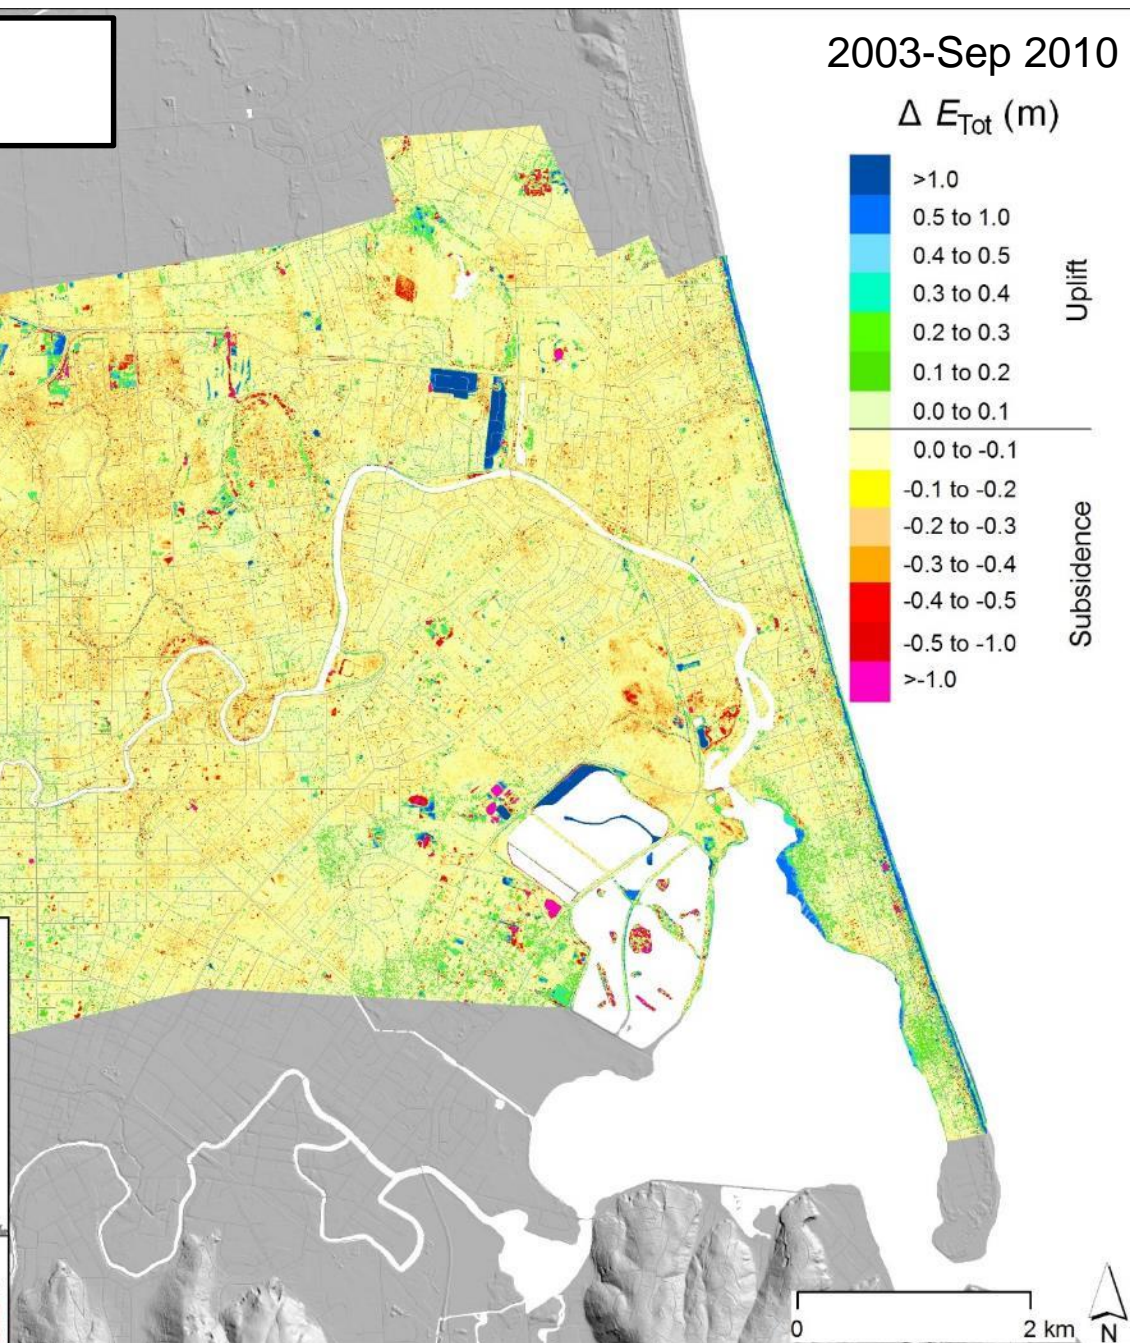 2003-Sep 2010
Δ E_Tot (m)
>1.0
0.5 to 1.0
0.4 to 0.5
0.3 to 0.4
0.2 to 0.3
0.1 to 0.2
0.0 to 0.1
Uplift
0.0 to -0.1
-0.1 to -0.2
-0.2 to -0.3
-0.3 to -0.4
-0.4 to -0.5
-0.5 to -1.0
>-1.0
Subsidence
0 2 km N